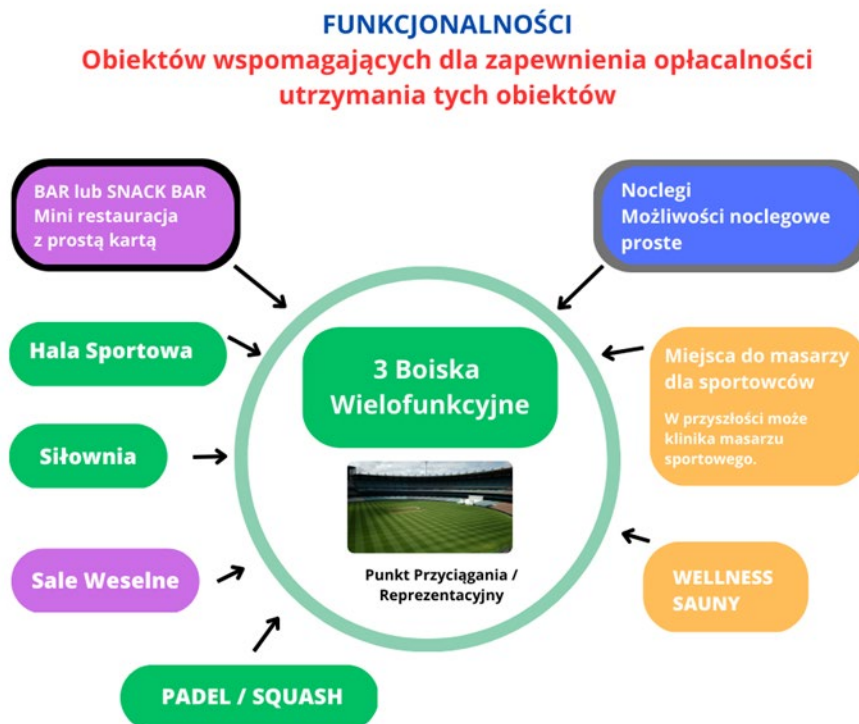 FUNKCJONALNOŚCI
Obiektów wspomagających dla zapewnienia opłacalności
utrzymania tych obiektów
BAR lub SNACK BAR
Mini restauracja
z prostą kartą
Noclegi
Możliwości noclegowe
proste
Hala Sportowa
3 Boiska
Wielofunkcyjne
Miejsca do masarzy
dla sportowców
W przyszłości może
klinika masarzu
sportowego.
Siłownia
Sale Weselne
Punkt Przyciągania /
Reprezentacyjny
WELLNESS
SAUNY
PADEL / SQUASH